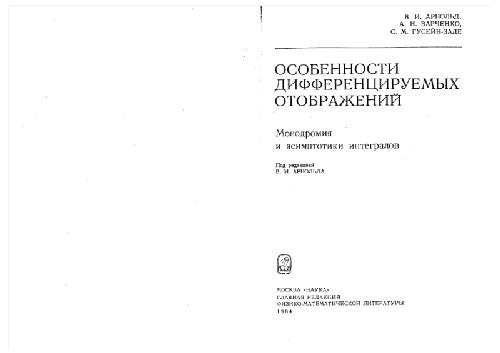 В. И. АРНОЛЬД,
А. Н. ВАРЧЕНКО,
С. М. ГУСЕЙН-ЗАДЕ
ОСОБЕННОСТИ
ДИФФЕРЕНЦИРУЕМЫХ
ОТОБРАЖЕНИЙ
Монодромия
и асимптотики интегралов
Под редакцией
В. И. АРНОЛЬДА
МОСКВА «НАУКА»
ГЛАВНАЯ РЕДАКЦИЯ
ФИЗИКО-МАТЕМАТИЧЕСКОЙ ЛИТЕРАТУРЫ
1984